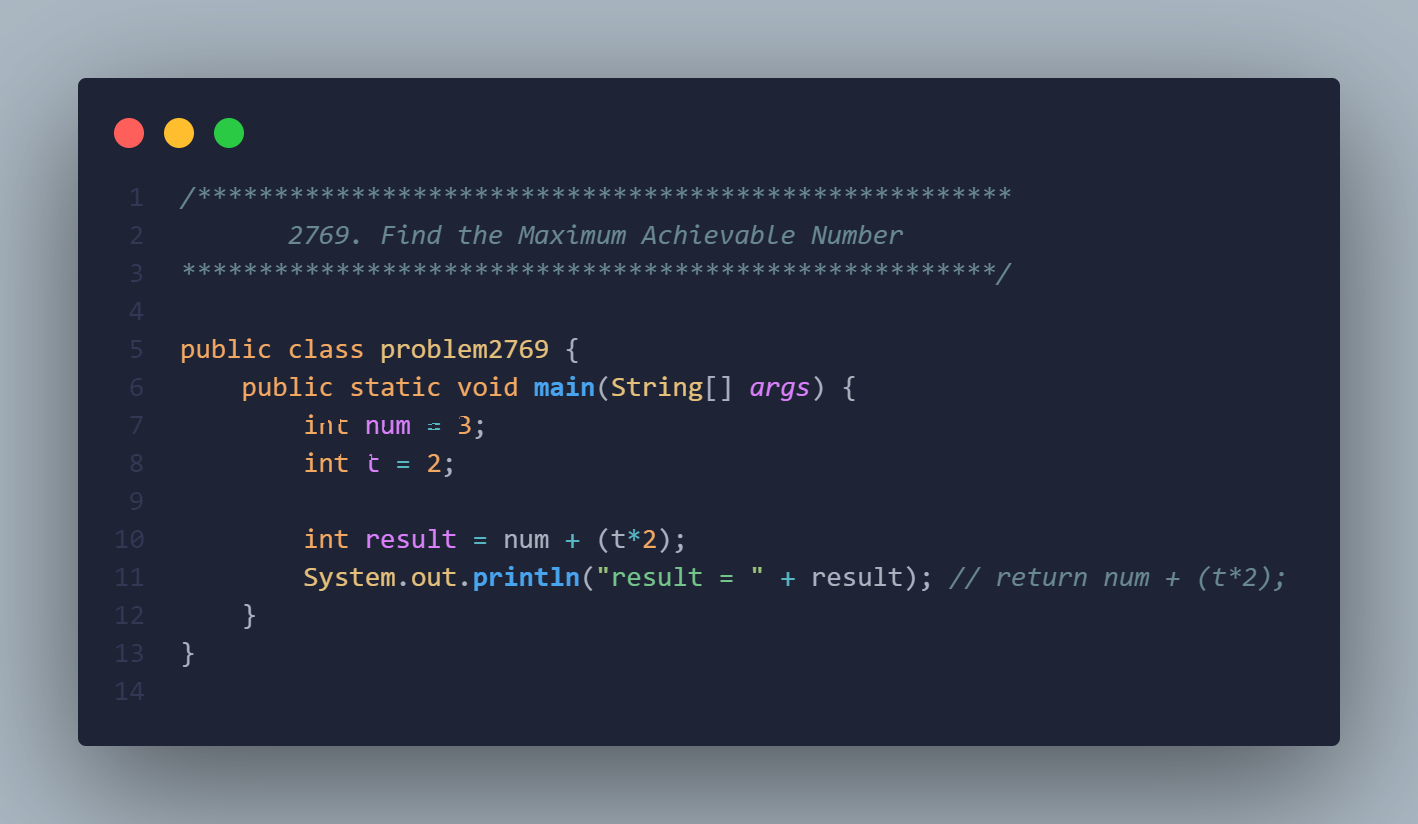 1 /*****************************************************
2        2769. Find the Maximum Achievable Number
3 *****************************************************/
4
5 public class problem2769 {
6     public static void main(String[] args) {
7         int num = 3;
8         int t = 2;
9
10         int result = num + (t*2);
11         System.out.println("result = " + result); // return num + (t*2);
12     }
13 }
14